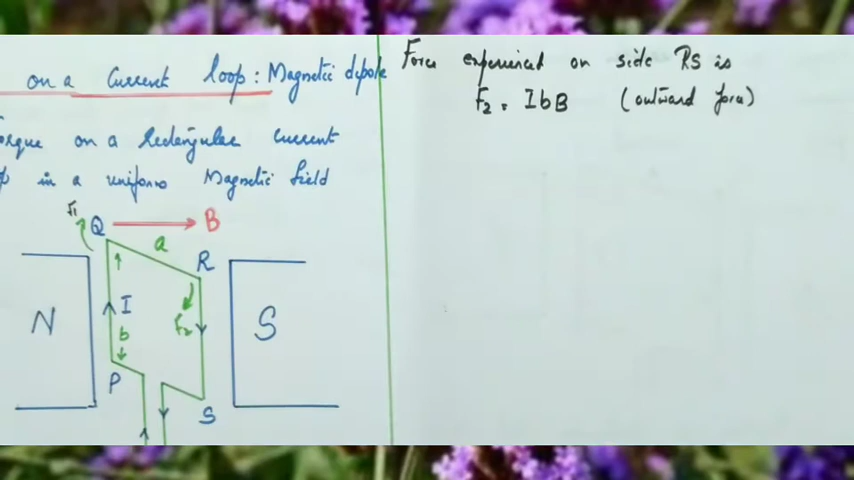 on a Current loop: Magnetic dipole
orque on a Rectangular Current
p in a uniform Magnetic field
F1
Q
B
a
R
N
I
b
F2
S
P
S
Force experienced on side RS is
F2 = IbB (outward force)